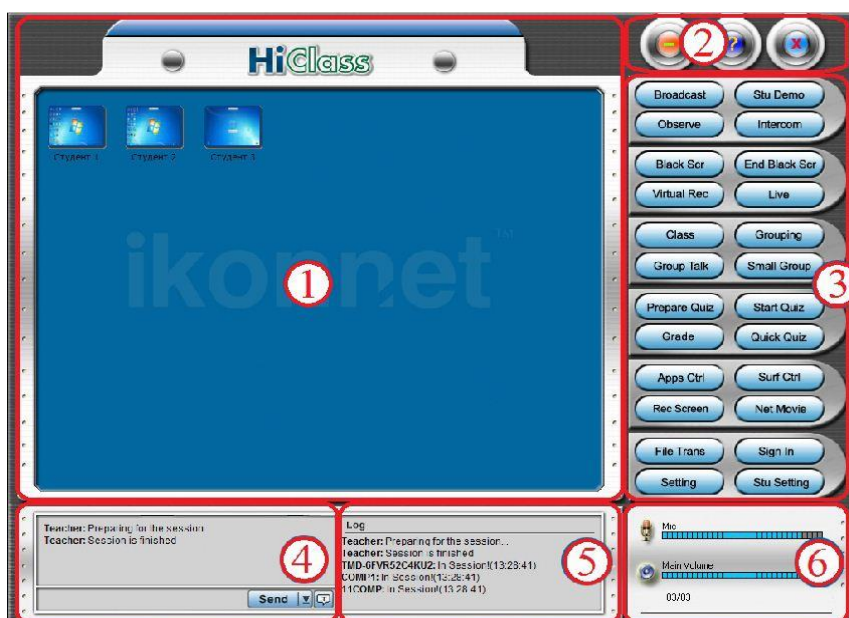 HiClass
2
?
X
Студент 1
Студент 2
Студент 3
ikonnet
TM
1
Broadcast
Stu Demo
Observe
Intercom
Black Scr
End Black Scr
Virtual Rec
Live
Class
Grouping
Group Talk
Small Group
3
Prepare Quiz
Start Quiz
Grade
Quick Quiz
Apps Ctrl
Surf Ctrl
Rec Screen
Net Movie
File Trans
Sign In
Setting
Stu Setting
Teacher: Preparing for the session
Teacher: Session is finished
4
Send
Log
Teacher: Preparing for the session...
Teacher: Session is finished
TMD-6FVR52C4KU2: In Session!(13:28:41)
COMP1: In Session!(13:28:41)
11COMP: In Session!(13:28:41)
5
Mic
Main Volume
6
03/03